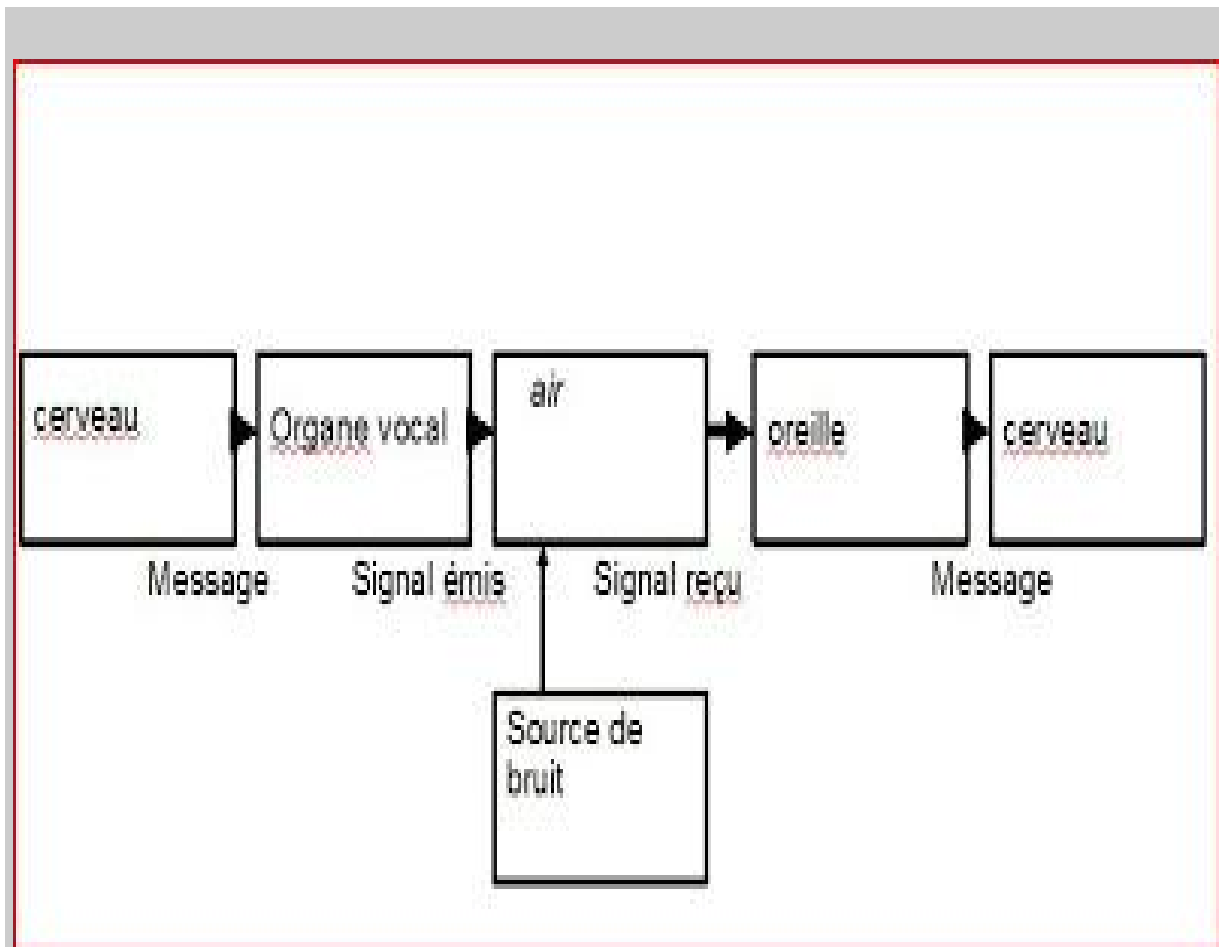 cerveau
Organe vocal
air
oreille
cerveau
Message
Signal émis
Signal reçu
Message
Source de
bruit